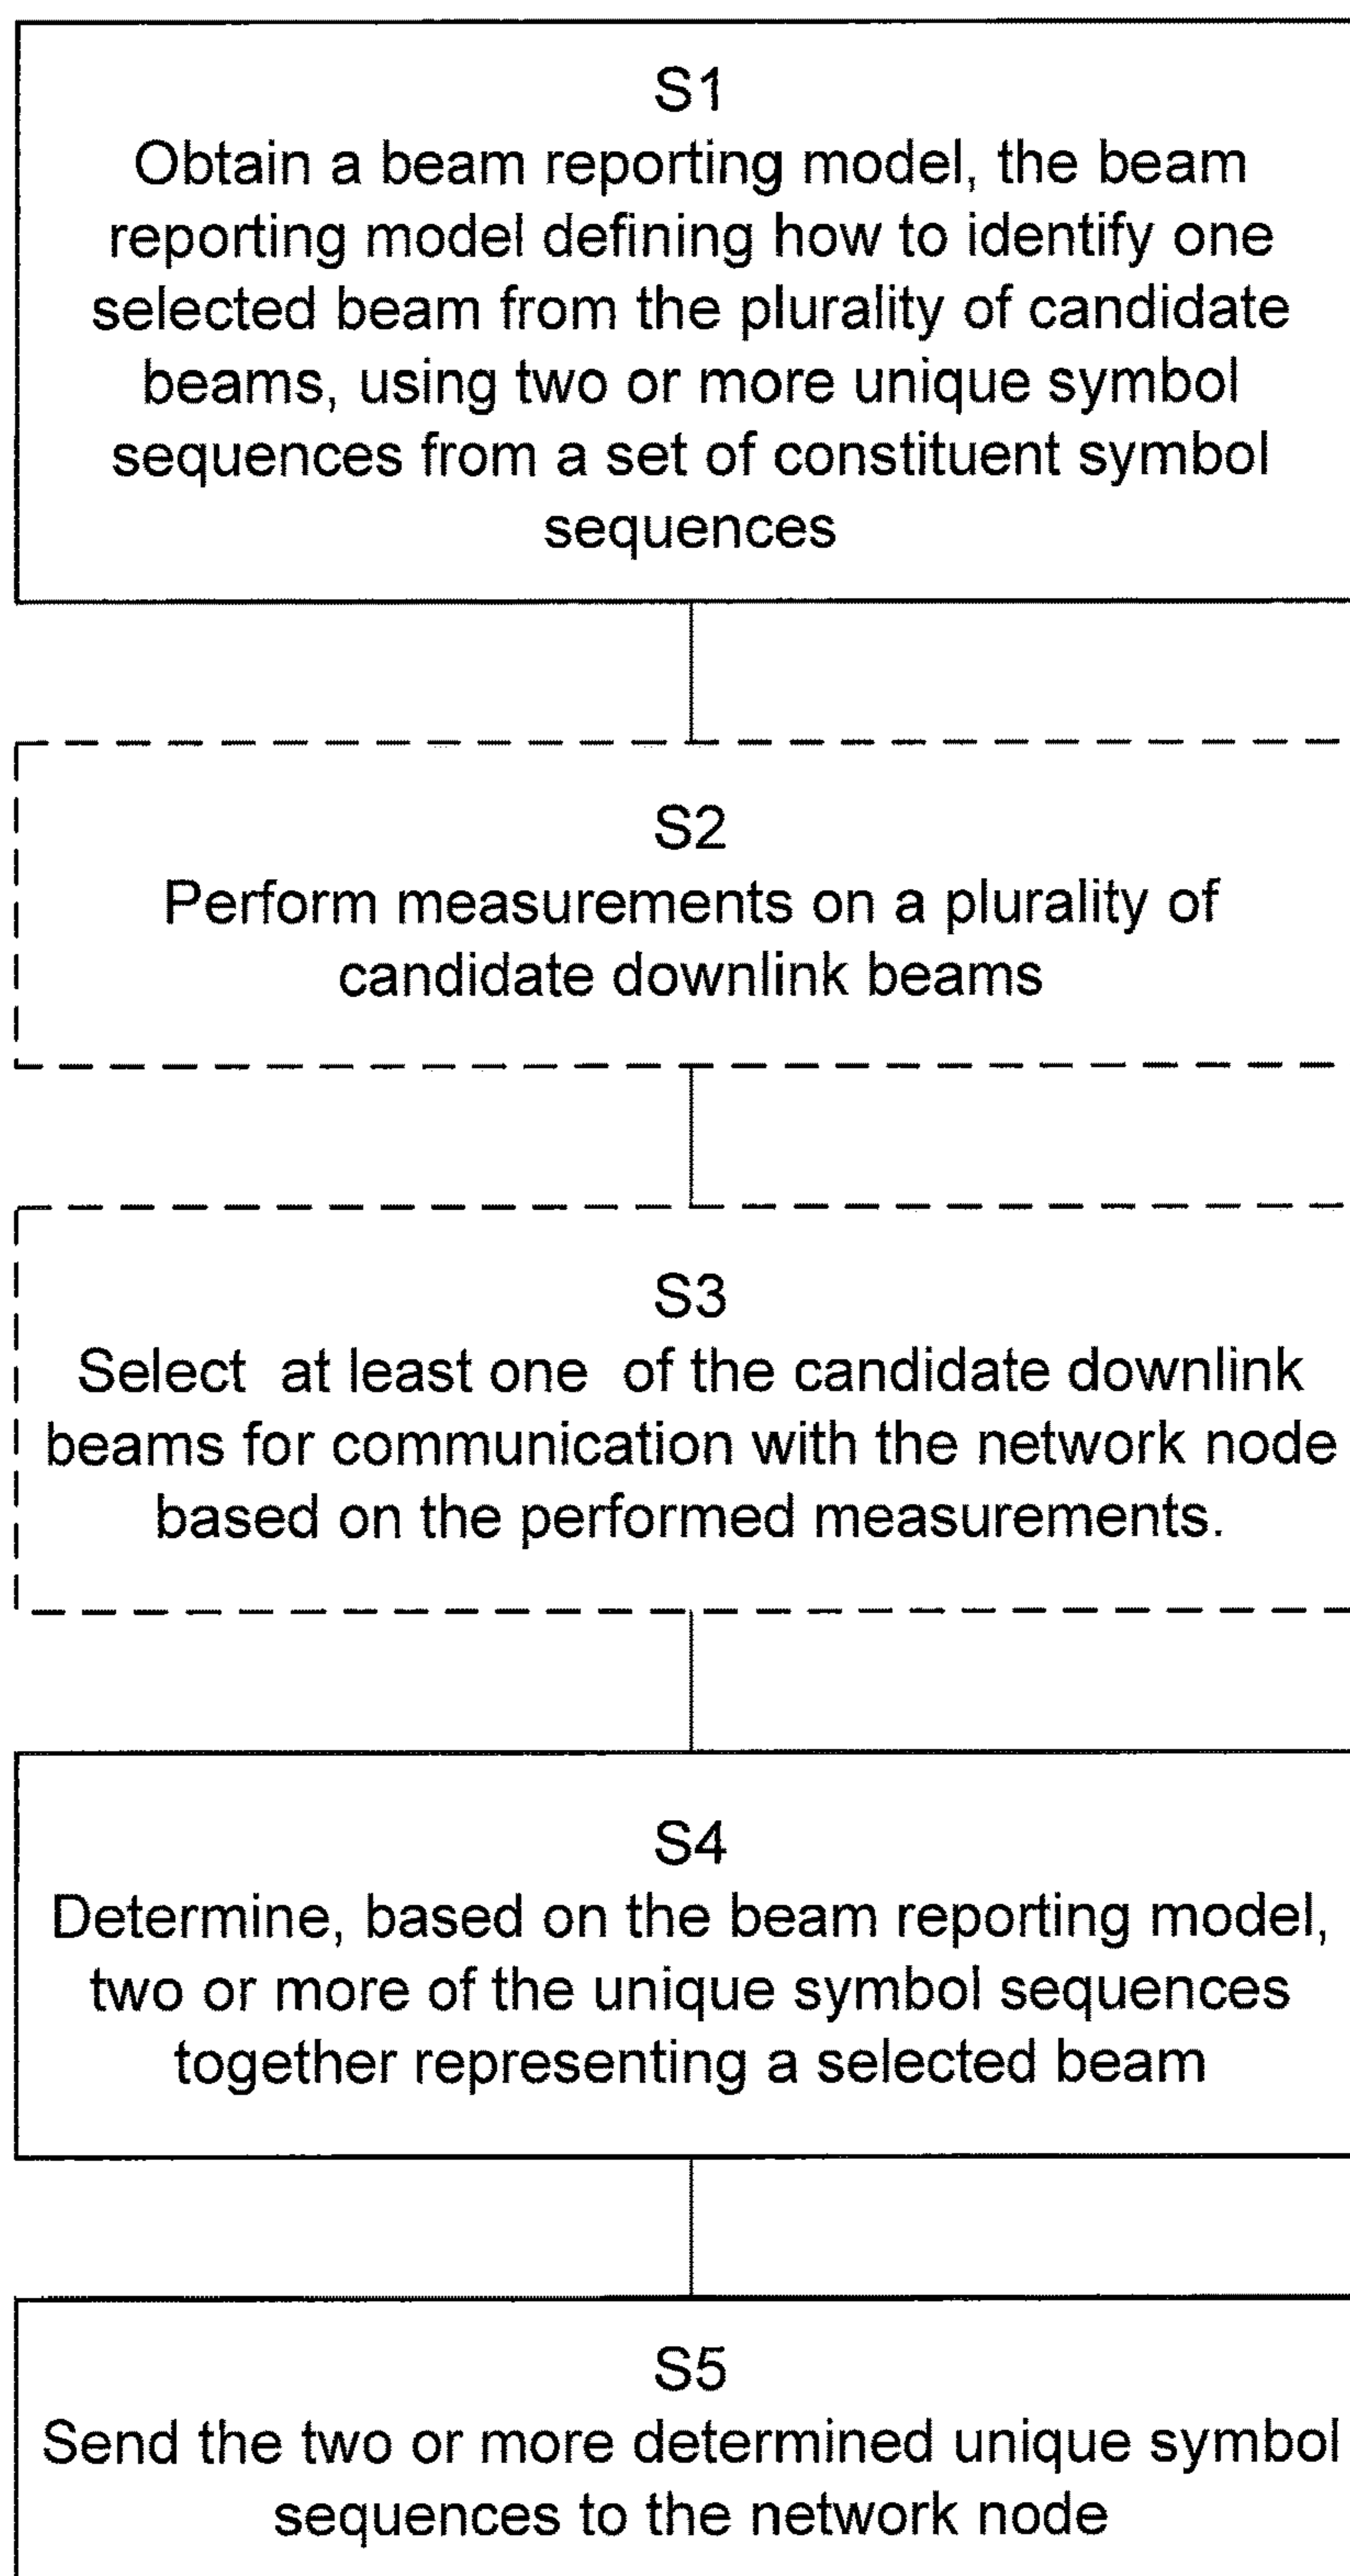 S1
Obtain a beam reporting model, the beam
reporting model defining how to identify one
selected beam from the plurality of candidate
beams, using two or more unique symbol
sequences from a set of constituent symbol
sequences
S2
Perform measurements on a plurality of
candidate downlink beams
S3
Select at least one of the candidate downlink
beams for communication with the network node
based on the performed measurements.
S4
Determine, based on the beam reporting model,
two or more of the unique symbol sequences
together representing a selected beam
S5
Send the two or more determined unique symbol
sequences to the network node